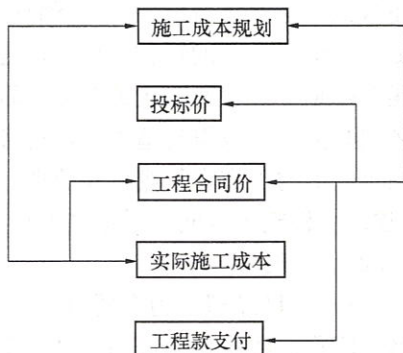 施工成本规划
投标价
工程合同价
实际施工成本
工程款支付